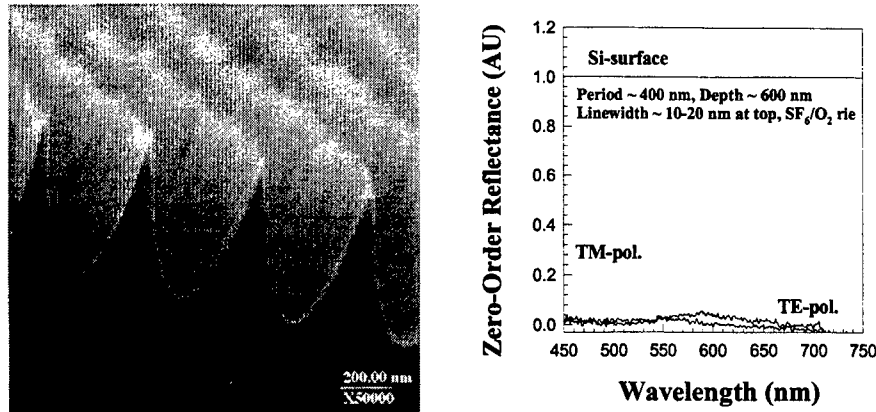 200.00 nm
X50000
Zero-Order Reflectance (AU)
1.2
1.0
0.8
0.6
0.4
0.2
0.0
Si-surface
Period ~ 400 nm, Depth ~ 600 nm
Linewidth ~ 10-20 nm at top, SF₆/O₂ rie
TM-pol.
TE-pol.
450 500 550 600 650 700 750
Wavelength (nm)